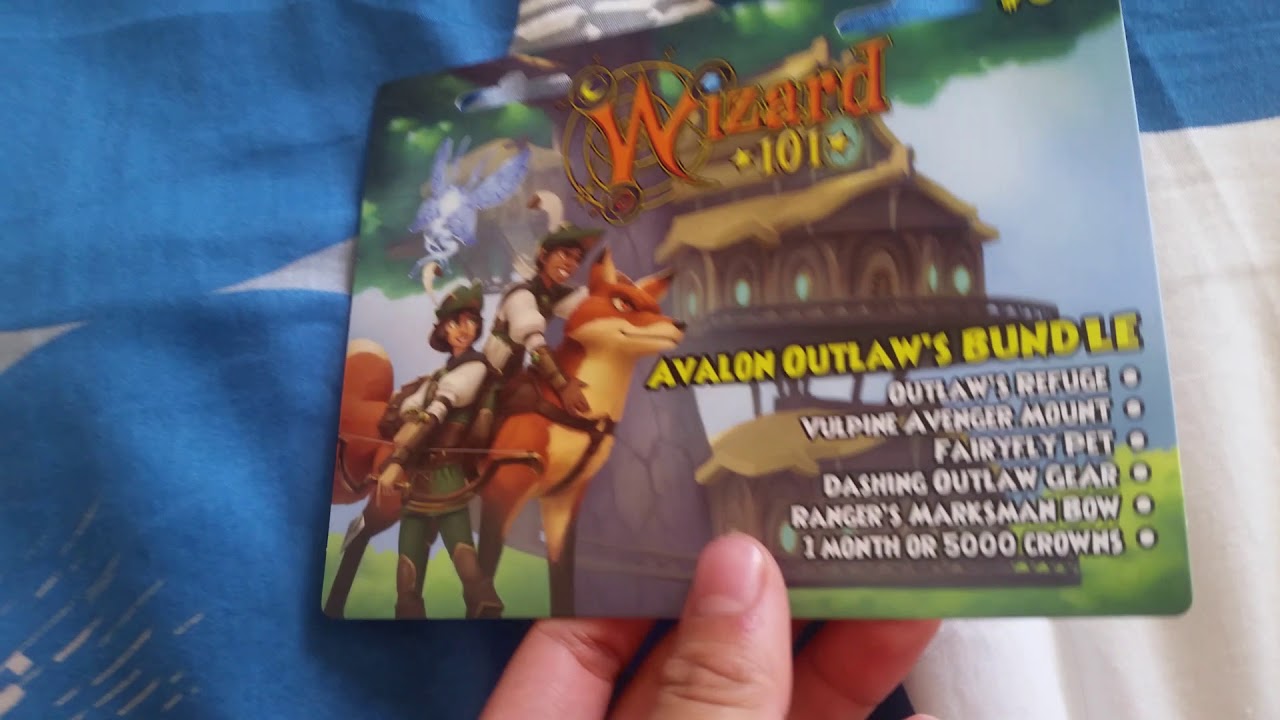 Wizard
101
AVALON OUTLAW'S BUNDLE
OUTLAW'S REFUGE •
VULPINE AVENGER MOUNT •
FAIRYFLY PET •
DASHING OUTLAW GEAR •
RANGER'S MARKSMAN BOW •
1 MONTH OR 5000 CROWNS •